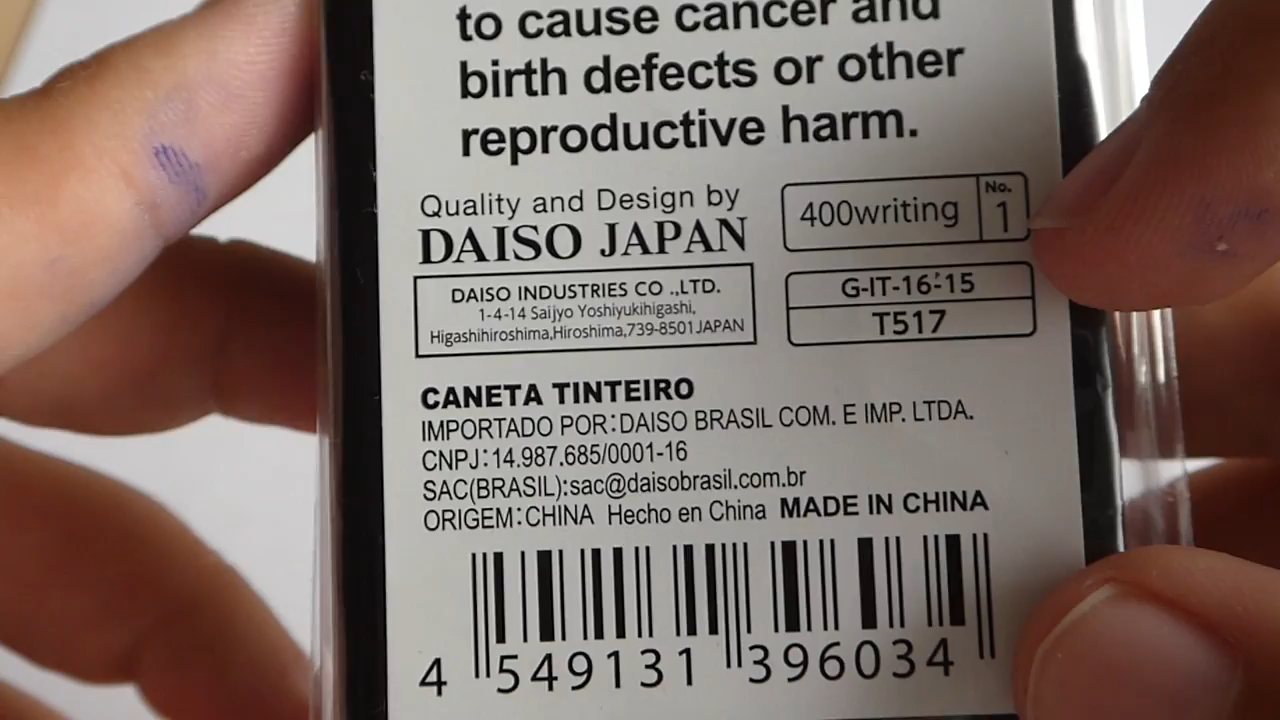 to cause cancer and
birth defects or other
reproductive harm.
Quality and Design by
DAISO JAPAN
DAISO INDUSTRIES CO .,LTD.
1-4-14 Saijyo Yoshiyukihigashi,
Higashihiroshima,Hiroshima,739-8501 JAPAN
400writing
No.
1
G-IT-16-15
T517
CANETA TINTEIRO
IMPORTADO POR:DAISO BRASIL COM. E IMP. LTDA.
CNPJ:14.987.685/0001-16
SAC(BRASIL):sac@daisobrasil.com.br
ORIGEM:CHINA Hecho en China MADE IN CHINA
4 549131 396034